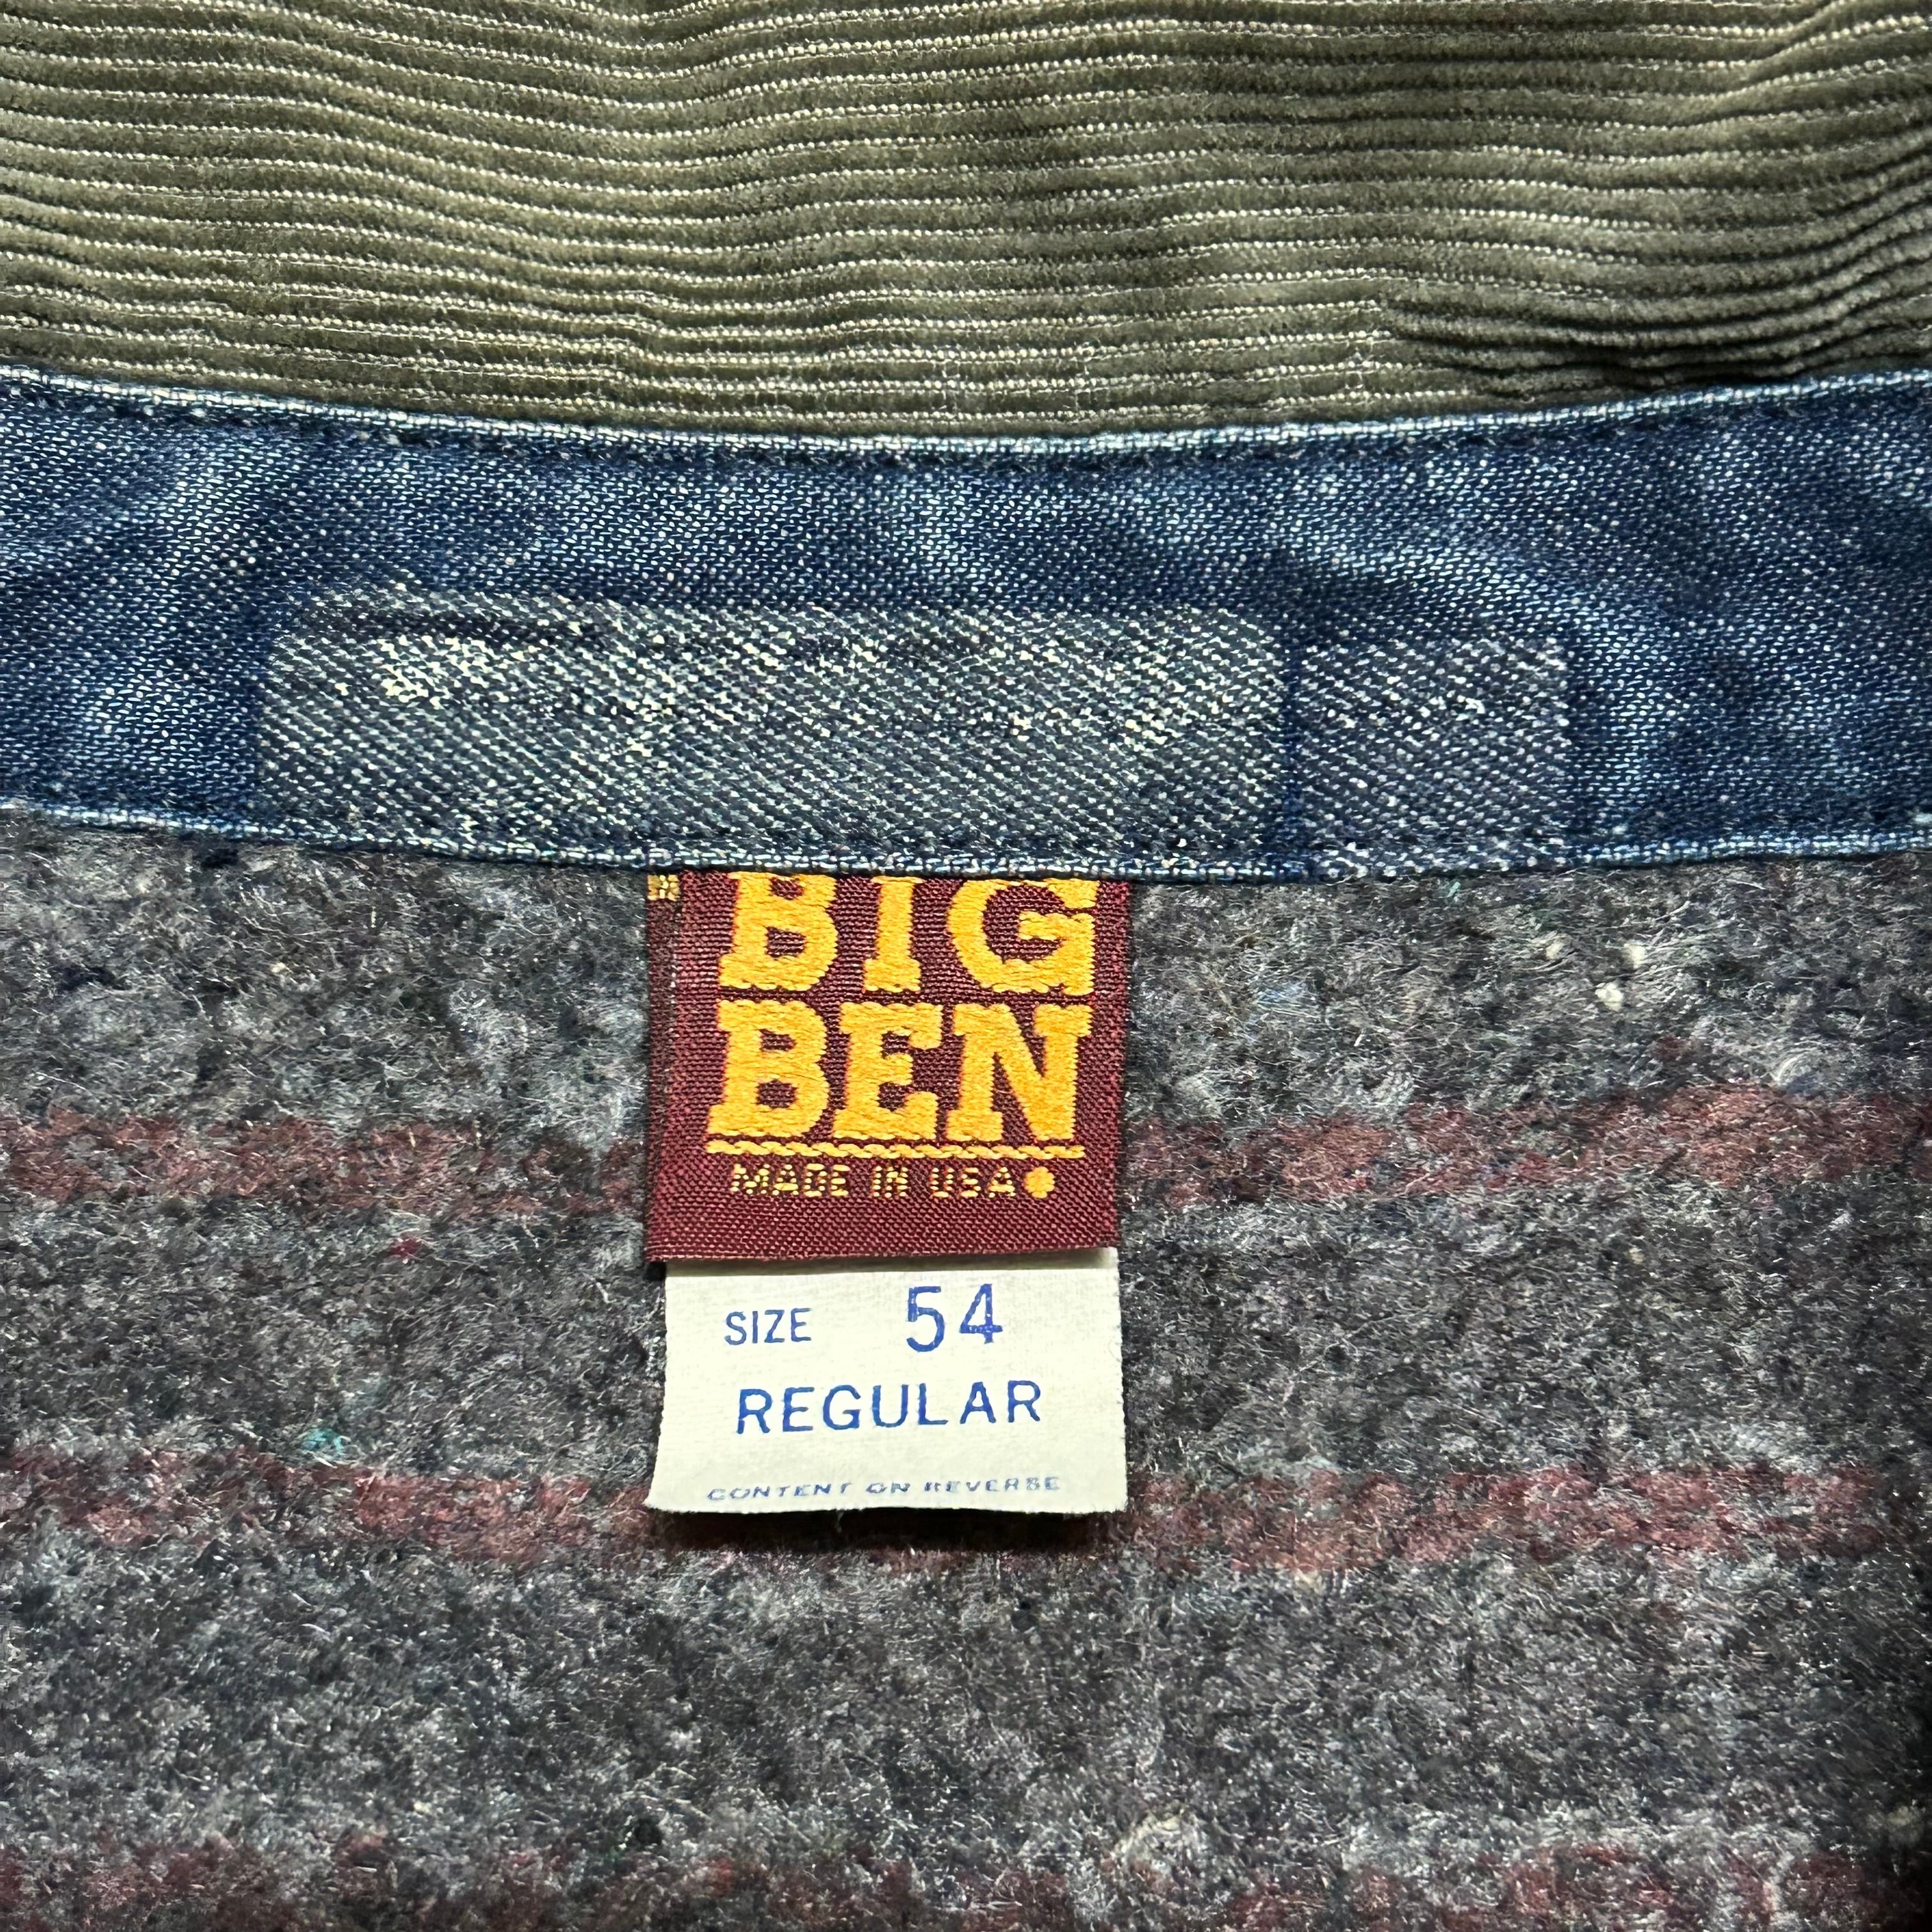 BIG
BEN
MADE IN USA
SIZE 54
REGULAR
CONTENT ON REVERSE